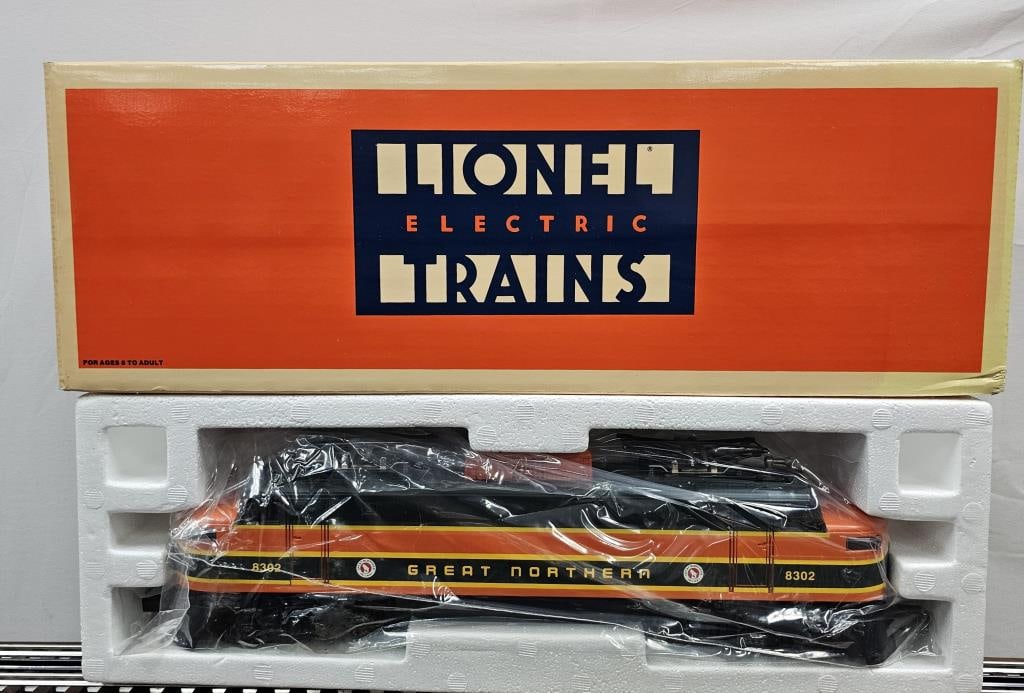 LIONEL®
ELECTRIC
TRAINS
FOR AGES 8 TO ADULT
8302 GREAT NORTHERN 8302